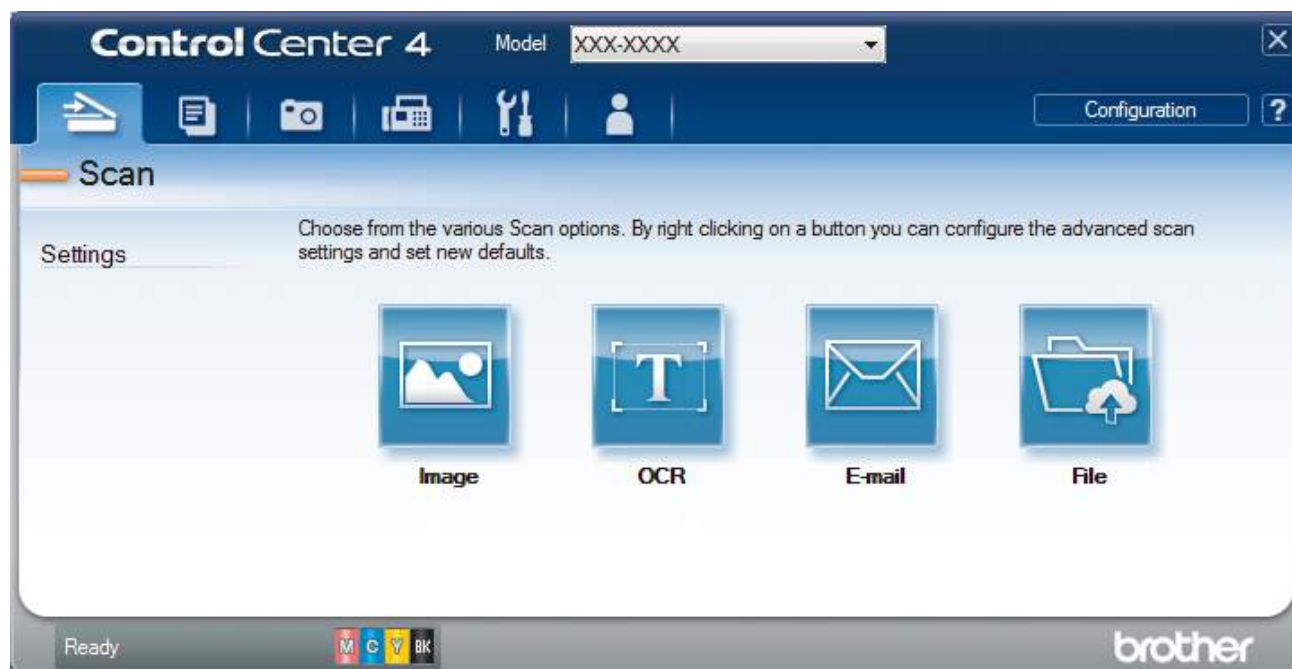 Control Center 4
Model
XXX-XXXX
Configuration
?
Scan
Settings
Choose from the various Scan options. By right clicking on a button you can configure the advanced scan
settings and set new defaults.
T
Image
OCR
E-mail
File
Ready
M C Y BK
brother